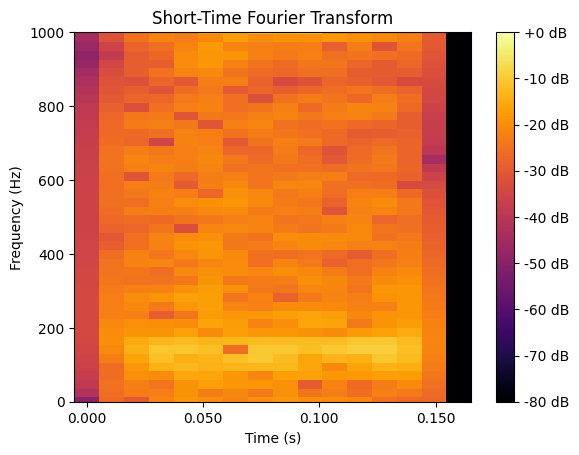 Short-Time Fourier Transform
1000
800
600
400
200
0
Frequency (Hz)
0.000
0.050
0.100
0.150
Time (s)
+0 dB
-10 dB
-20 dB
-30 dB
-40 dB
-50 dB
-60 dB
-70 dB
-80 dB